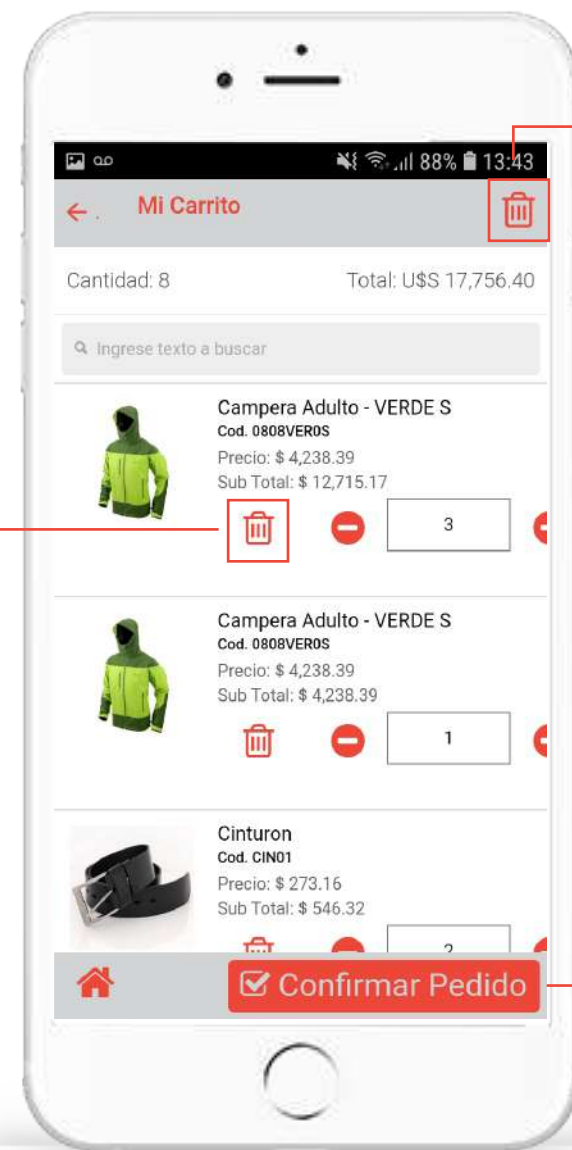 88% 13:43
Mi Carrito
Cantidad: 8 Total: U$S 17,756.40
Ingrese texto a buscar
Campera Adulto - VERDE S
Cod. 0808VER0S
Precio: $ 4,238.39
Sub Total: $ 12,715.17
3
Campera Adulto - VERDE S
Cod. 0808VER0S
Precio: $ 4,238.39
Sub Total: $ 4,238.39
1
Cinturon
Cod. CIN01
Precio: $ 273.16
Sub Total: $ 546.32
2
Confirmar Pedido